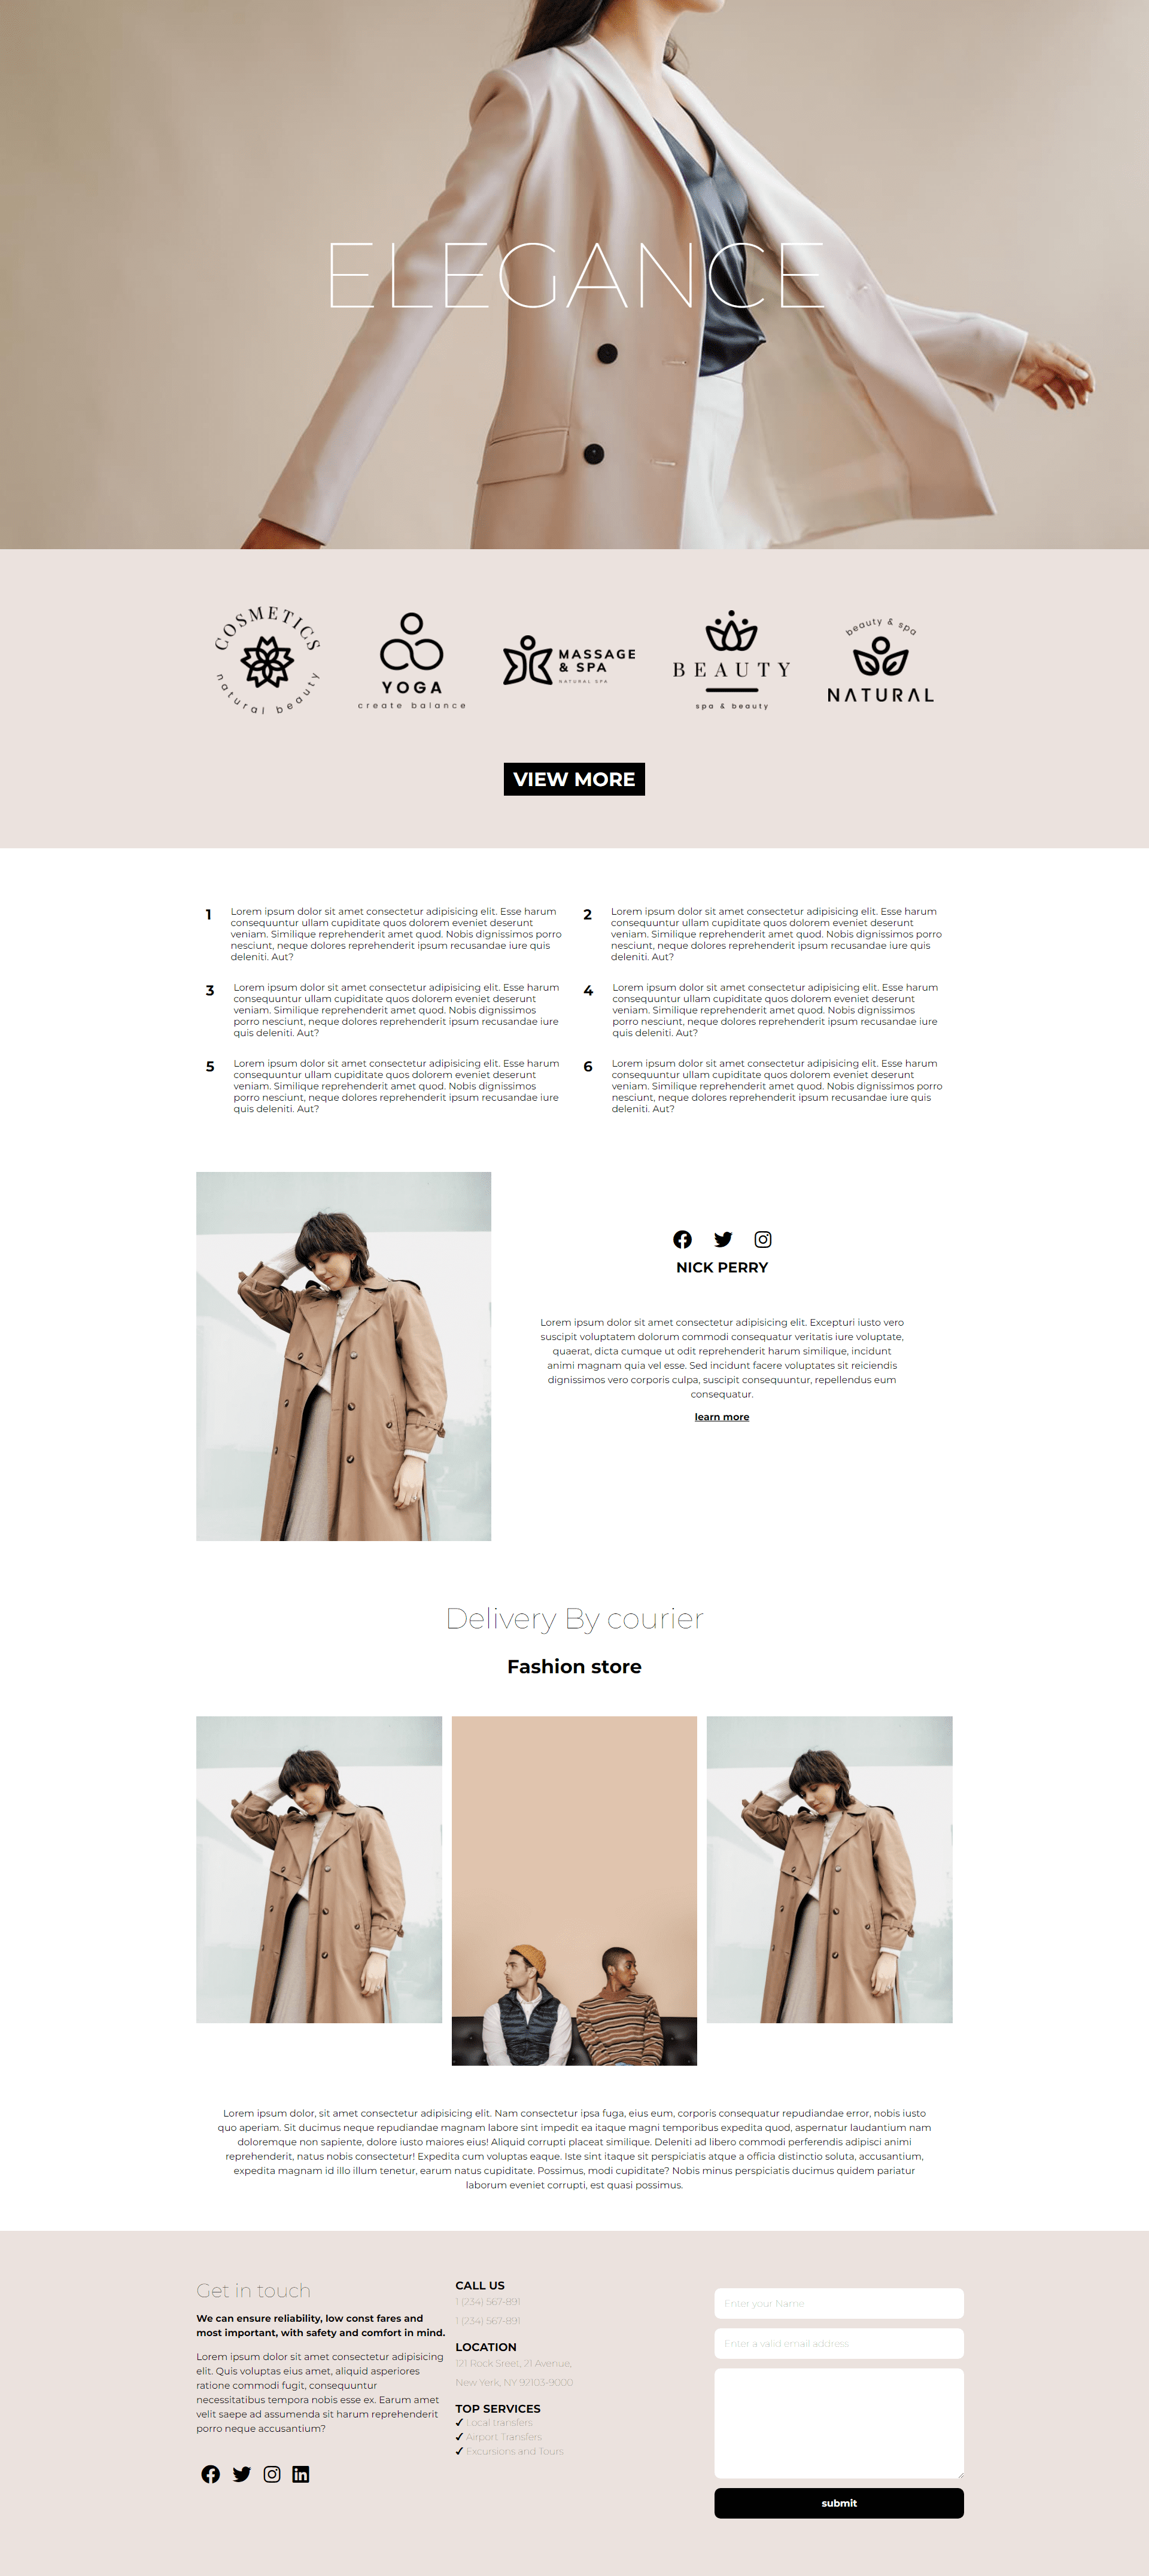 ELEGANCE
COSMETICS
natural beauty
YOGA
create balance
MASSAGE
& SPA
NATURAL SPA
BEAUTY
spa & beauty
beauty & spa
NATURAL
VIEW MORE
1
Lorem ipsum dolor sit amet consectetur adipisicing elit. Esse harum
consequuntur ullam cupiditate quos dolorem eveniet deserunt
veniam. Similique reprehenderit amet quod. Nobis dignissimos porro
nesciunt, neque dolores reprehenderit ipsum recusandae iure quis
deleniti. Aut?
2
Lorem ipsum dolor sit amet consectetur adipisicing elit. Esse harum
consequuntur ullam cupiditate quos dolorem eveniet deserunt
veniam. Similique reprehenderit amet quod. Nobis dignissimos porro
nesciunt, neque dolores reprehenderit ipsum recusandae iure quis
deleniti. Aut?
3
Lorem ipsum dolor sit amet consectetur adipisicing elit. Esse harum
consequuntur ullam cupiditate quos dolorem eveniet deserunt
veniam. Similique reprehenderit amet quod. Nobis dignissimos
porro nesciunt, neque dolores reprehenderit ipsum recusandae iure
quis deleniti. Aut?
4
Lorem ipsum dolor sit amet consectetur adipisicing elit. Esse harum
consequuntur ullam cupiditate quos dolorem eveniet deserunt
veniam. Similique reprehenderit amet quod. Nobis dignissimos
porro nesciunt, neque dolores reprehenderit ipsum recusandae iure
quis deleniti. Aut?
5
Lorem ipsum dolor sit amet consectetur adipisicing elit. Esse harum
consequuntur ullam cupiditate quos dolorem eveniet deserunt
veniam. Similique reprehenderit amet quod. Nobis dignissimos
porro nesciunt, neque dolores reprehenderit ipsum recusandae iure
quis deleniti. Aut?
6
Lorem ipsum dolor sit amet consectetur adipisicing elit. Esse harum
consequuntur ullam cupiditate quos dolorem eveniet deserunt
veniam. Similique reprehenderit amet quod. Nobis dignissimos porro
nesciunt, neque dolores reprehenderit ipsum recusandae iure quis
deleniti. Aut?
NICK PERRY
Lorem ipsum dolor sit amet consectetur adipisicing elit. Excepturi iusto vero
suscipit voluptatem dolorum commodi consequatur veritatis iure voluptate,
quaerat, dicta cumque ut odit reprehenderit harum similique, incidunt
animi magnam quia vel esse. Sed incidunt facere voluptates sit reiciendis
dignissimos vero corporis culpa, suscipit consequuntur, repellendus eum
consequatur.
learn more
Delivery By courier
Fashion store
Lorem ipsum dolor, sit amet consectetur adipisicing elit. Nam consectetur ipsa fuga, eius eum, corporis consequatur repudiandae error, nobis iusto
quo aperiam. Sit ducimus neque repudiandae magnam labore sint impedit ea itaque magni temporibus expedita quod, aspernatur laudantium nam
doloremque non sapiente, dolore iusto maiores eius! Aliquid corrupti placeat similique. Deleniti ad libero commodi perferendis adipisci animi
reprehenderit, natus nobis consectetur! Expedita cum voluptas eaque. Iste sint itaque sit perspiciatis atque a officia distinctio soluta, accusantium,
expedita magnam id illo illum tenetur, earum natus cupiditate. Possimus, modi cupiditate? Nobis minus perspiciatis ducimus quidem pariatur
laborum eveniet corrupti, est quasi possimus.
Get in touch
We can ensure reliability, low const fares and
most important, with safety and comfort in mind.
Lorem ipsum dolor sit amet consectetur adipisicing
elit. Quis voluptas eius amet, aliquid asperiores
ratione commodi fugit, consequuntur
necessitatibus tempora nobis esse ex. Earum amet
velit saepe ad assumenda sit harum reprehenderit
porro neque accusantium?
CALL US
1 (234) 567-891
1 (234) 567-891
LOCATION
121 Rock Sreet, 21 Avenue,
New Yerk, NY 92103-9000
TOP SERVICES
✓ Local transfers
✓ Airport Transfers
✓ Excursions and Tours
Enter your Name
Enter a valid email address
submit